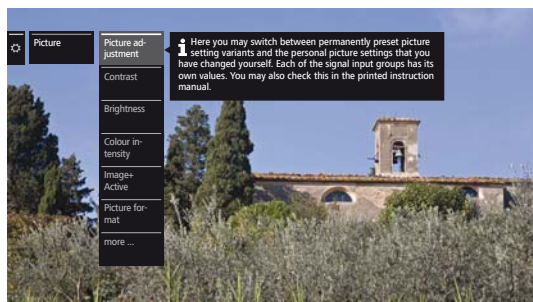 Picture
Picture ad-
justment
Contrast
Brightness
Colour in-
tensity
Image+
Active
Picture for-
mat
more ...
Here you may switch between permanently preset picture
setting variants and the personal picture settings that you
have changed yourself. Each of the signal input groups has its
own values. You may also check this in the printed instruction
manual.